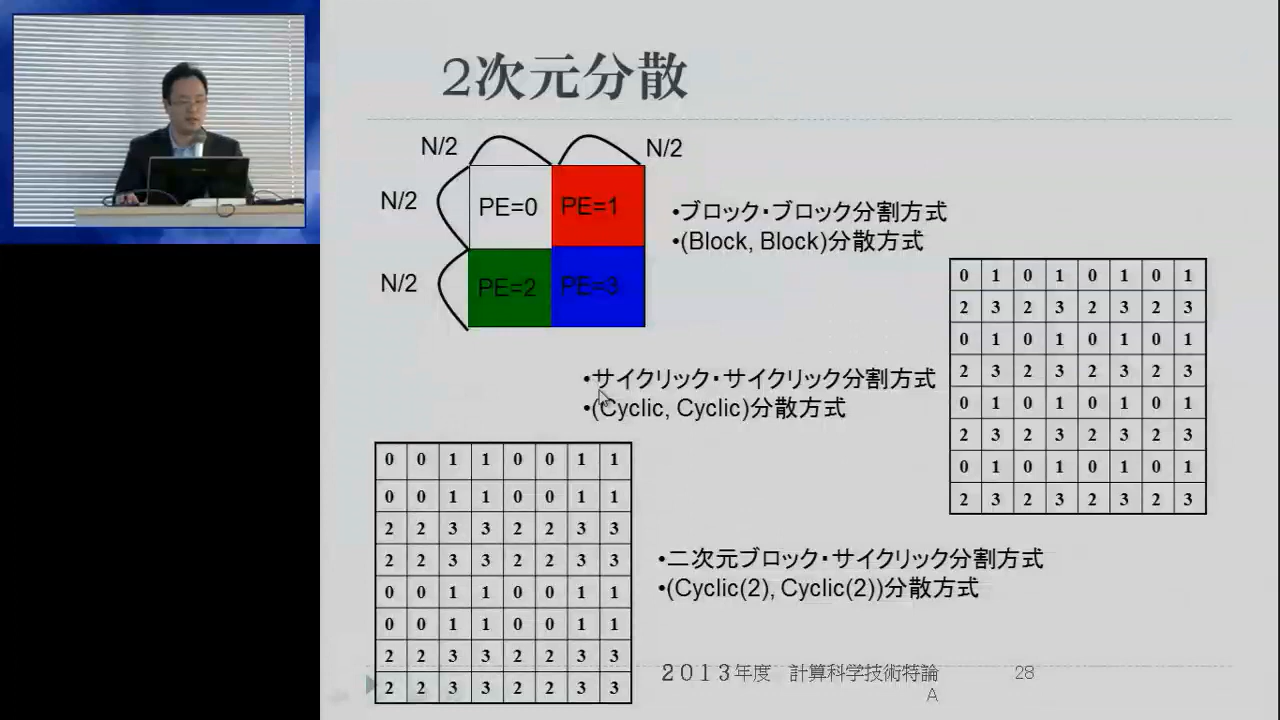 2次元分散
N/2
N/2
N/2
PE=0
PE=1
N/2
PE=2
PE=3
•ブロック・ブロック分割方式
•(Block, Block)分散方式
0 1 0 1 0 1 0 1
2 3 2 3 2 3 2 3
0 1 0 1 0 1 0 1
2 3 2 3 2 3 2 3
0 1 0 1 0 1 0 1
2 3 2 3 2 3 2 3
0 1 0 1 0 1 0 1
2 3 2 3 2 3 2 3
•サイクリック・サイクリック分割方式
•(Cyclic, Cyclic)分散方式
0 0 1 1 0 0 1 1
0 0 1 1 0 0 1 1
2 2 3 3 2 2 3 3
2 2 3 3 2 2 3 3
0 0 1 1 0 0 1 1
0 0 1 1 0 0 1 1
2 2 3 3 2 2 3 3
2 2 3 3 2 2 3 3
•二次元ブロック・サイクリック分割方式
•(Cyclic(2), Cyclic(2))分散方式
2013年度 計算科学技術特論
A
28